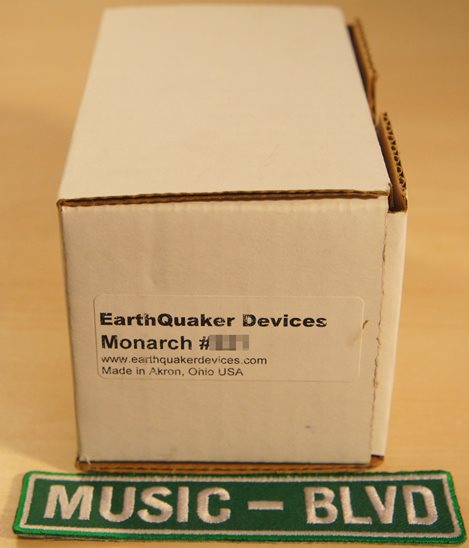 EarthQuaker Devices
Monarch #
www.earthquakerdevices.com
Made in Akron, Ohio USA
MUSIC - BLVD